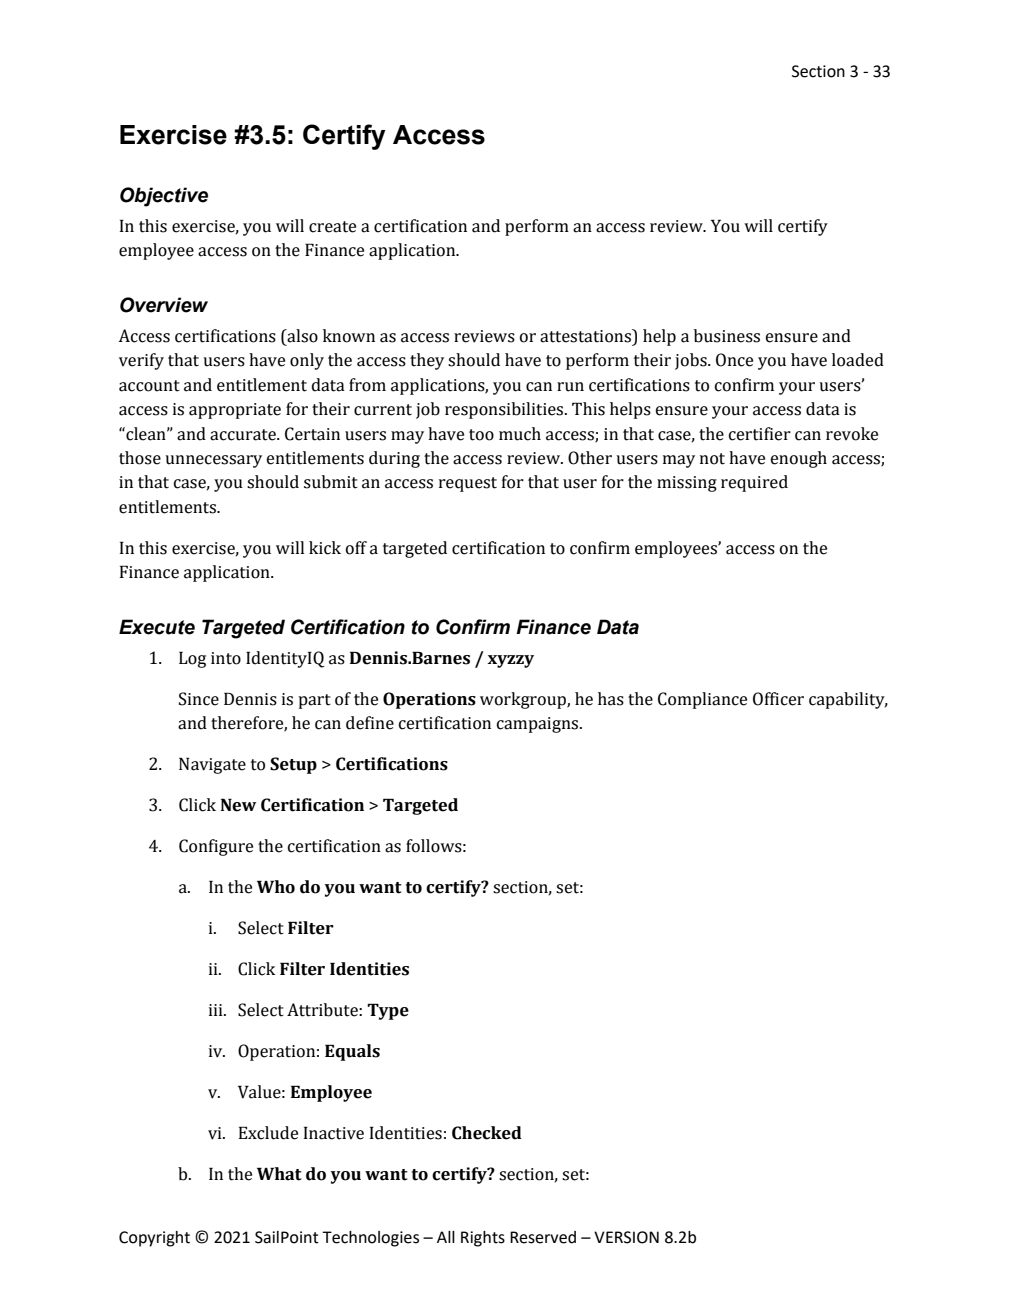 Section 3 - 33
Exercise #3.5: Certify Access
Objective
In this exercise, you will create a certification and perform an access review. You will certify
employee access on the Finance application.
Overview
Access certifications (also known as access reviews or attestations) help a business ensure and
verify that users have only the access they should have to perform their jobs. Once you have loaded
account and entitlement data from applications, you can run certifications to confirm your users’
access is appropriate for their current job responsibilities. This helps ensure your access data is
“clean” and accurate. Certain users may have too much access; in that case, the certifier can revoke
those unnecessary entitlements during the access review. Other users may not have enough access;
in that case, you should submit an access request for that user for the missing required
entitlements.
In this exercise, you will kick off a targeted certification to confirm employees’ access on the
Finance application.
Execute Targeted Certification to Confirm Finance Data
1. Log into IdentityIQ as Dennis.Barnes / xyzzy
Since Dennis is part of the Operations workgroup, he has the Compliance Officer capability,
and therefore, he can define certification campaigns.
2. Navigate to Setup > Certifications
3. Click New Certification > Targeted
4. Configure the certification as follows:
a. In the Who do you want to certify? section, set:
i. Select Filter
ii. Click Filter Identities
iii. Select Attribute: Type
iv. Operation: Equals
v. Value: Employee
vi. Exclude Inactive Identities: Checked
b. In the What do you want to certify? section, set:
Copyright © 2021 SailPoint Technologies – All Rights Reserved – VERSION 8.2b